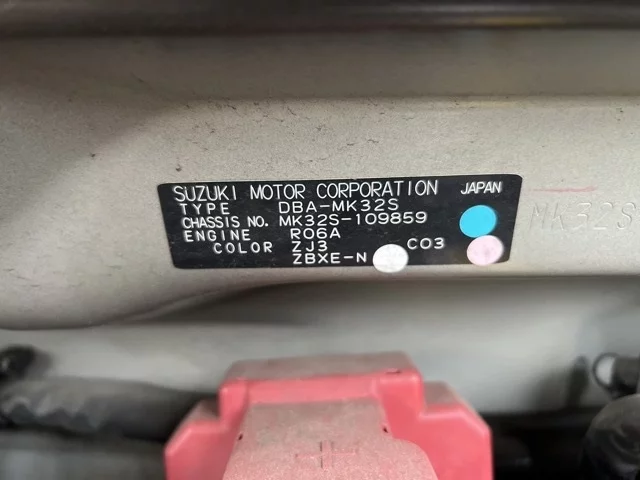 SUZUKI MOTOR CORPORATION JAPAN
TYPE DBA-MK32S
CHASSIS NO. MK32S-109859
ENGINE R06A
COLOR ZJ3 C03
ZBXE-N
MK32S